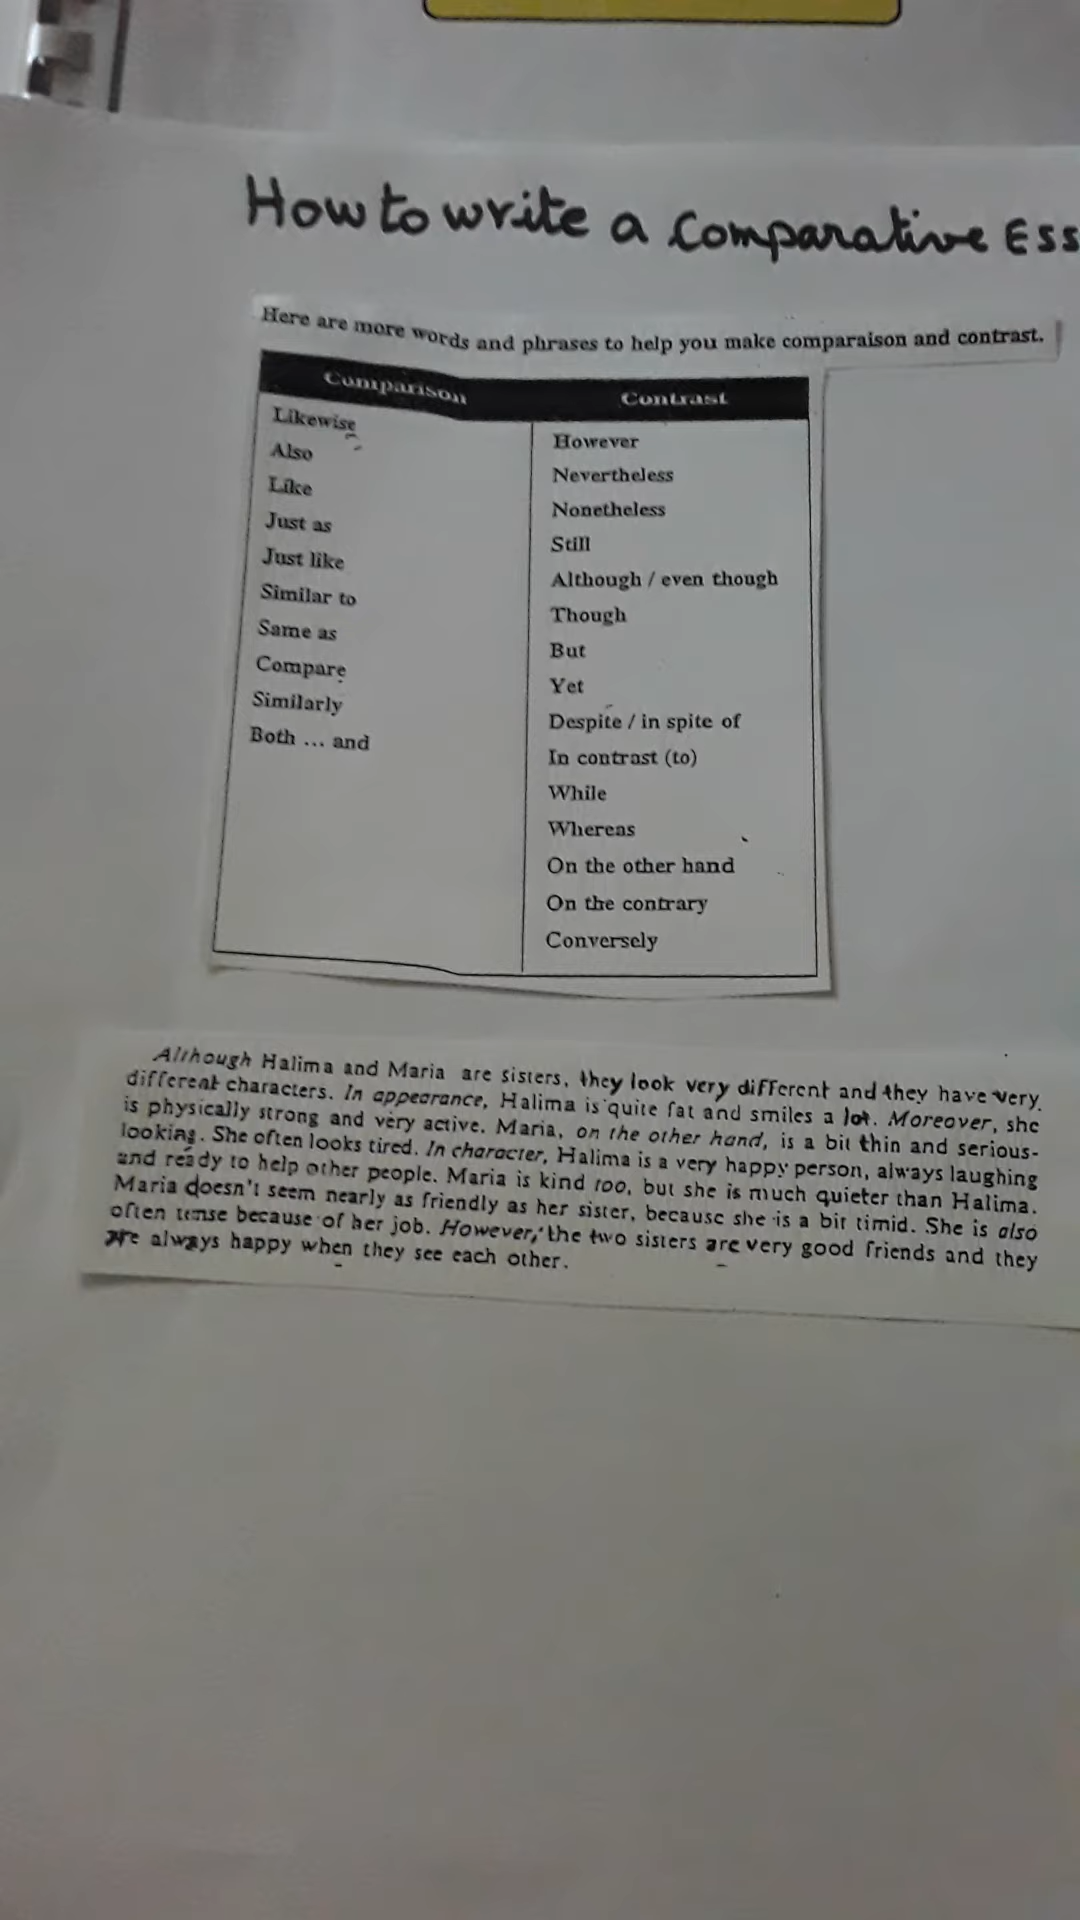 How to write a Comparative Ess
Here are more words and phrases to help you make comparaison and contrast.
Comparison
Likewise
Also
Like
Just as
Just like
Similar to
Same as
Compare
Similarly
Both ... and
Contrast
However
Nevertheless
Nonetheless
Still
Although / even though
Though
But
Yet
Despite / in spite of
In contrast (to)
While
Whereas
On the other hand
On the contrary
Conversely
Although Halima and Maria are sisters, they look very different and they have very
different characters. In appearance, Halima is quite fat and smiles a lot. Moreover, she
is physically strong and very active. Maria, on the other hand, is a bit thin and serious-
looking. She often looks tired. In character, Halima is a very happy person, always laughing
and ready to help other people. Maria is kind too, but she is much quieter than Halima.
Maria doesn't seem nearly as friendly as her sister, because she is a bit timid. She is also
often tense because of her job. However, the two sisters are very good friends and they
are always happy when they see each other.